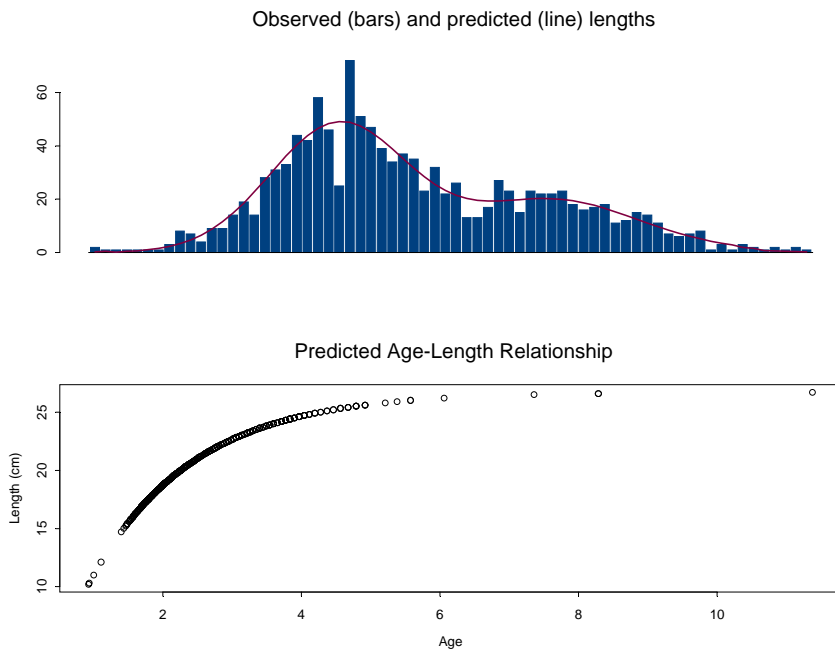 Observed (bars) and predicted (line) lengths
60
40
20
0
Predicted Age-Length Relationship
25
20
15
10
Length (cm)
2 4 6 8 10
Age